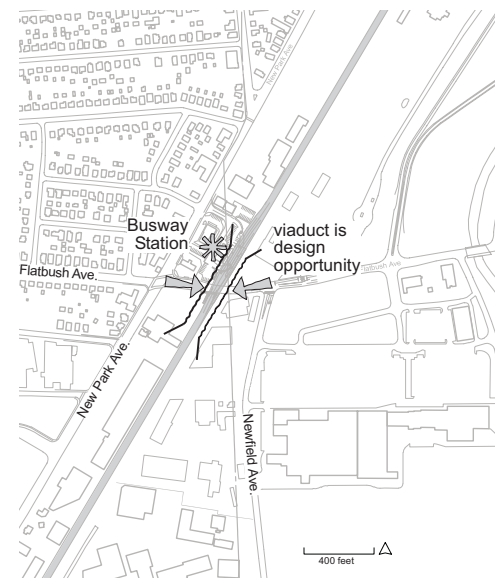 New Park Ave
Busway
Station
viaduct is
design
opportunity
Flatbush Ave.
Flatbush Ave
New Park Ave.
Newfield Ave.
400 feet